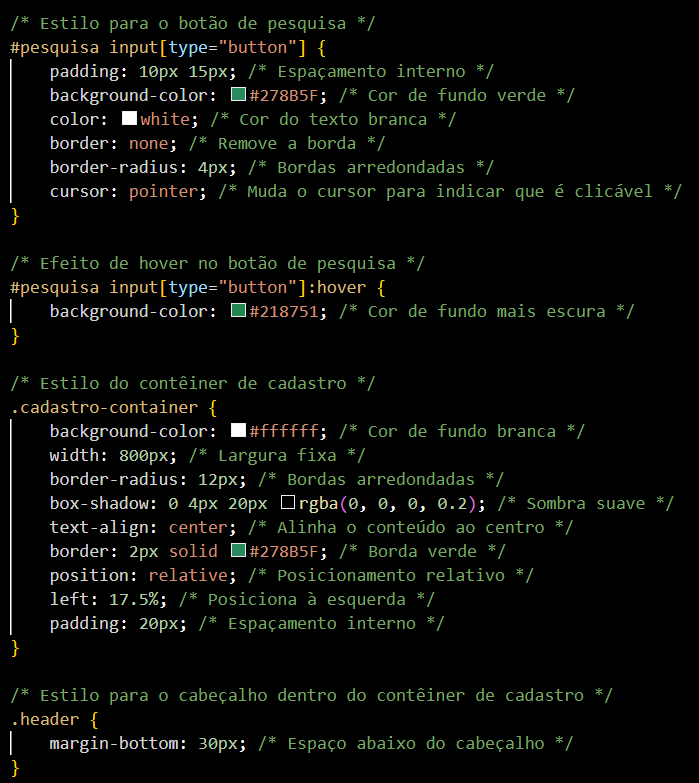 /* Estilo para o botão de pesquisa */
#pesquisa input[type="button"] {
    padding: 10px 15px; /* Espaçamento interno */
    background-color: #278B5F; /* Cor de fundo verde */
    color: white; /* Cor do texto branca */
    border: none; /* Remove a borda */
    border-radius: 4px; /* Bordas arredondadas */
    cursor: pointer; /* Muda o cursor para indicar que é clicável */
}

/* Efeito de hover no botão de pesquisa */
#pesquisa input[type="button"]:hover {
    background-color: #218751; /* Cor de fundo mais escura */
}

/* Estilo do contêiner de cadastro */
.cadastro-container {
    background-color: #ffffff; /* Cor de fundo branca */
    width: 800px; /* Largura fixa */
    border-radius: 12px; /* Bordas arredondadas */
    box-shadow: 0 4px 20px rgba(0, 0, 0, 0.2); /* Sombra suave */
    text-align: center; /* Alinha o conteúdo ao centro */
    border: 2px solid #278B5F; /* Borda verde */
    position: relative; /* Posicionamento relativo */
    left: 17.5%; /* Posiciona à esquerda */
    padding: 20px; /* Espaçamento interno */
}

/* Estilo para o cabeçalho dentro do contêiner de cadastro */
.header {
    margin-bottom: 30px; /* Espaço abaixo do cabeçalho */
}